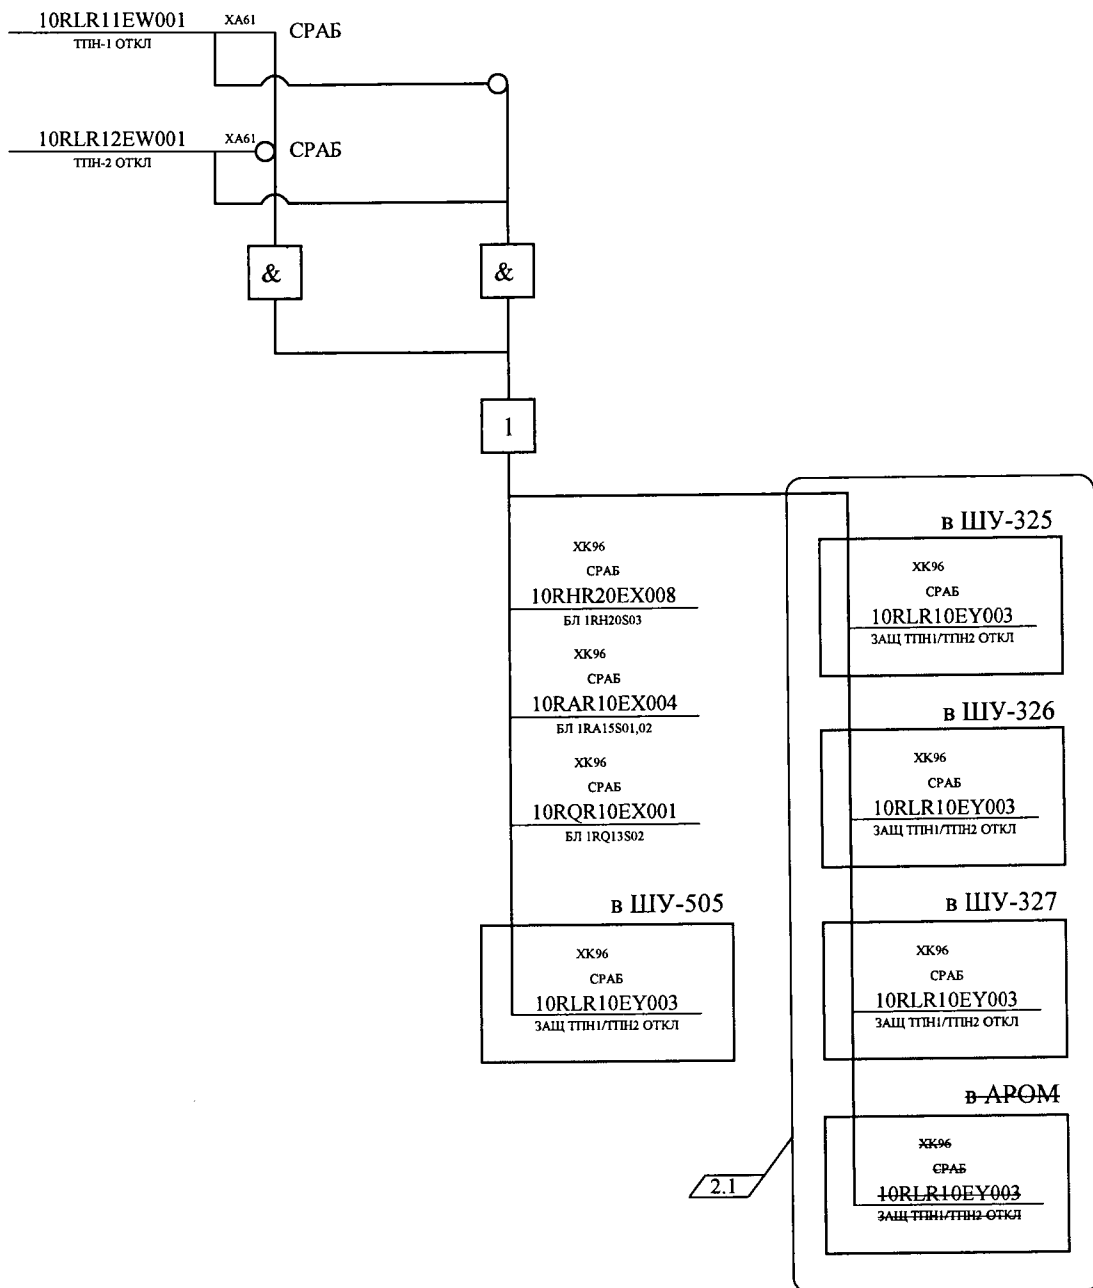 10RLR11EW001 XA61 СРАБ
ТПН-1 ОТКЛ
10RLR12EW001 XA61 СРАБ
ТПН-2 ОТКЛ
& &
1
XK96
СРАБ
10RHR20EX008
БЛ 1RH20S03
XK96
СРАБ
10RAR10EX004
БЛ 1RA15S01,02
XK96
СРАБ
10RQR10EX001
БЛ 1RQ13S02
в ШУ-505
XK96
СРАБ
10RLR10EY003
ЗАЩ ТПН1/ТПН2 ОТКЛ
в ШУ-325
XK96
СРАБ
10RLR10EY003
ЗАЩ ТПН1/ТПН2 ОТКЛ
в ШУ-326
XK96
СРАБ
10RLR10EY003
ЗАЩ ТПН1/ТПН2 ОТКЛ
в ШУ-327
XK96
СРАБ
10RLR10EY003
ЗАЩ ТПН1/ТПН2 ОТКЛ
в АРОМ
XK96
СРАБ
10RLR10EY003
ЗАЩ ТПН1/ТПН2 ОТКЛ
2.1